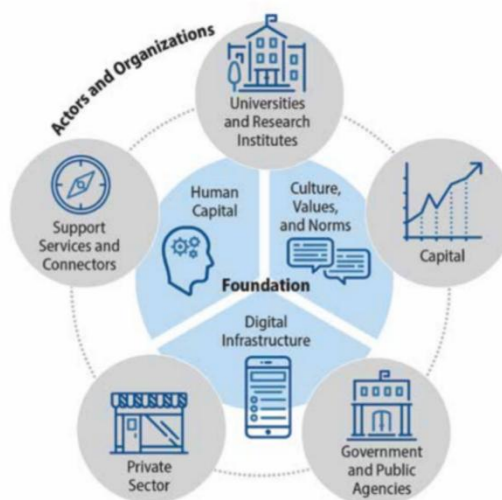 Actors and Organizations
Universities
and Research
Institutes
Support
Services and
Connectors
Human
Capital
Culture,
Values,
and Norms
Capital
Foundation
Digital
Infrastructure
Private
Sector
Government
and Public
Agencies